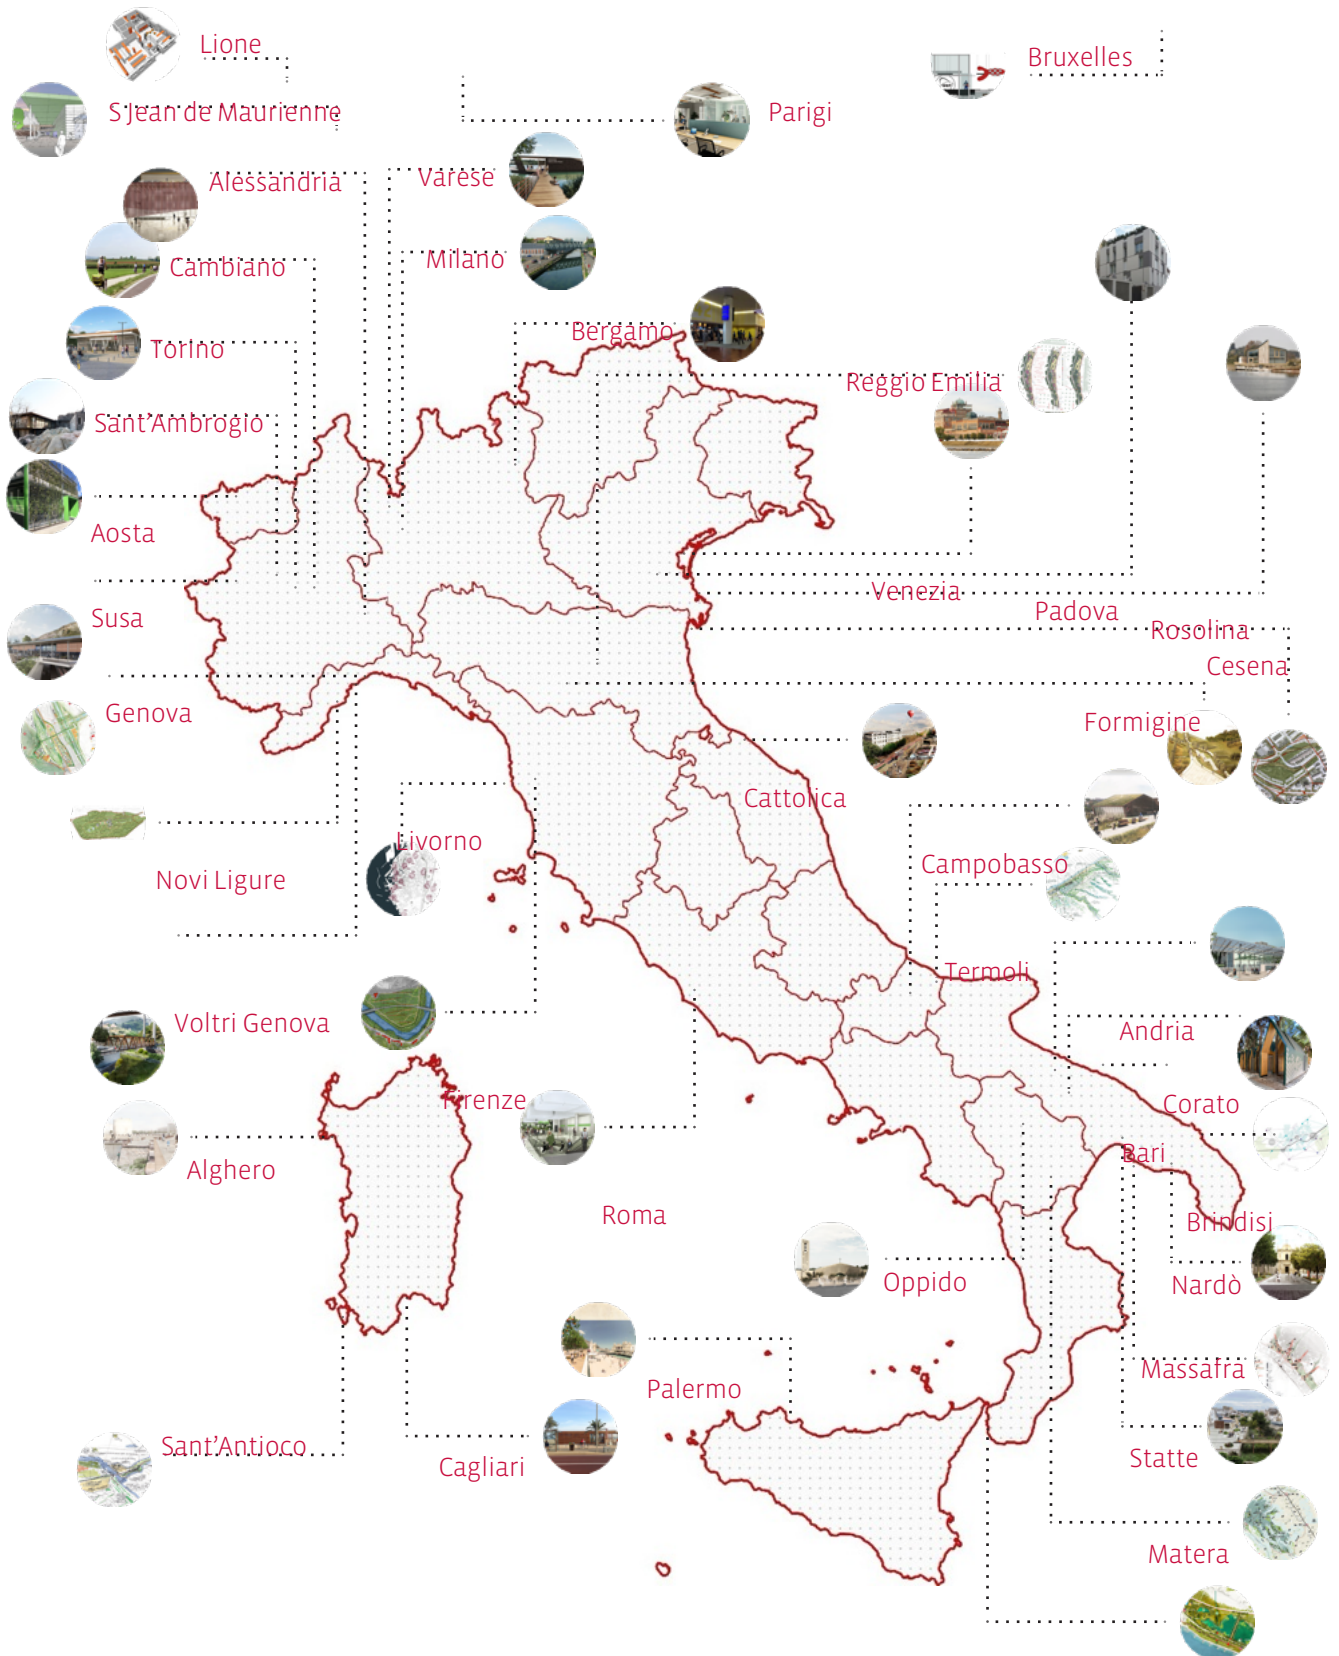 Lione
Bruxelles
S Jean de Maurienne
Parigi
Alessandria
Varese
Cambiano
Milano
Bergamo
Torino
Reggio Emilia
Sant'Ambrogio
Aosta
Venezia
Susa
Padova
Rosolina
Cesena
Genova
Formigine
Cattolica
Livorno
Campobasso
Novi Ligure
Termoli
Voltri Genova
Andria
Firenze
Corato
Bari
Alghero
Roma
Brindisi
Oppido
Nardò
Massafra
Palermo
Sant'Antioco
Statte
Cagliari
Matera